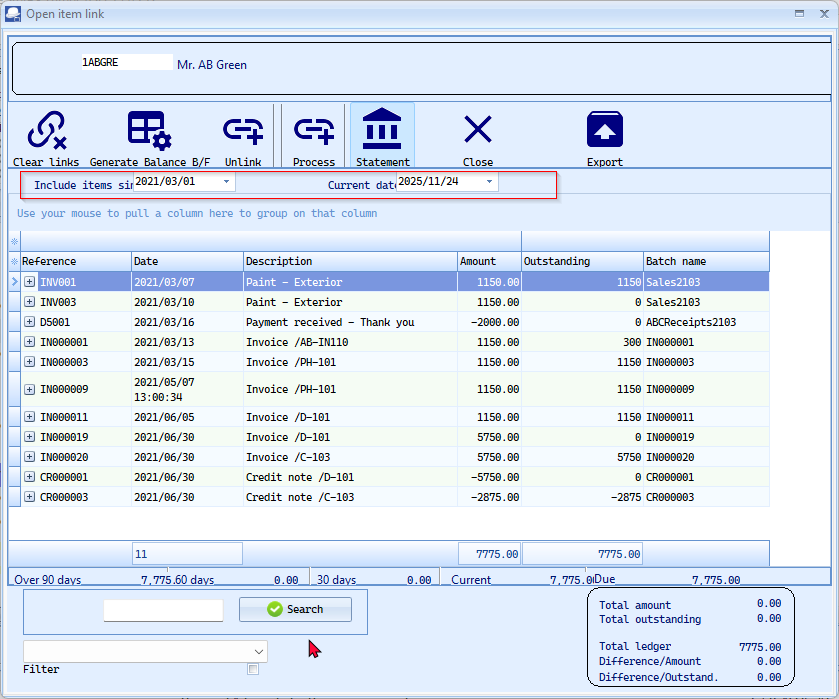 Open item link
1ABGRE Mr. AB Green
Clear links Generate Balance B/F Unlink Process Statement Close Export
Include items sin 2021/03/01 Current date 2025/11/24
Use your mouse to pull a column here to group on that column
Reference Date Description Amount Outstanding Batch name
INV001 2021/03/07 Paint - Exterior 1150.00 1150 Sales2103
INV003 2021/03/10 Paint - Exterior 1150.00 0 Sales2103
D5001 2021/03/16 Payment received - Thank you -2000.00 0 ABCReceipts2103
IN000001 2021/03/13 Invoice /AB-IN110 1150.00 300 IN000001
IN000003 2021/03/15 Invoice /PH-101 1150.00 1150 IN000003
IN000009 2021/05/07 13:00:34 Invoice /PH-101 1150.00 1150 IN000009
IN000011 2021/06/05 Invoice /D-101 1150.00 1150 IN000011
IN000019 2021/06/30 Invoice /D-101 5750.00 0 IN000019
IN000020 2021/06/30 Invoice /C-103 5750.00 5750 IN000020
CR000001 2021/06/30 Credit note /D-101 -5750.00 0 CR000001
CR000003 2021/06/30 Credit note /C-103 -2875.00 -2875 CR000003
11 7775.00 7775.00
Over 90 days 7,775. 60 days 0.00 30 days 0.00 Current 7,775.00 Due 7,775.00
Search
Filter
Total amount 0.00
Total outstanding 0.00
Total ledger 7775.00
Difference/Amount 0.00
Difference/Outstand. 0.00